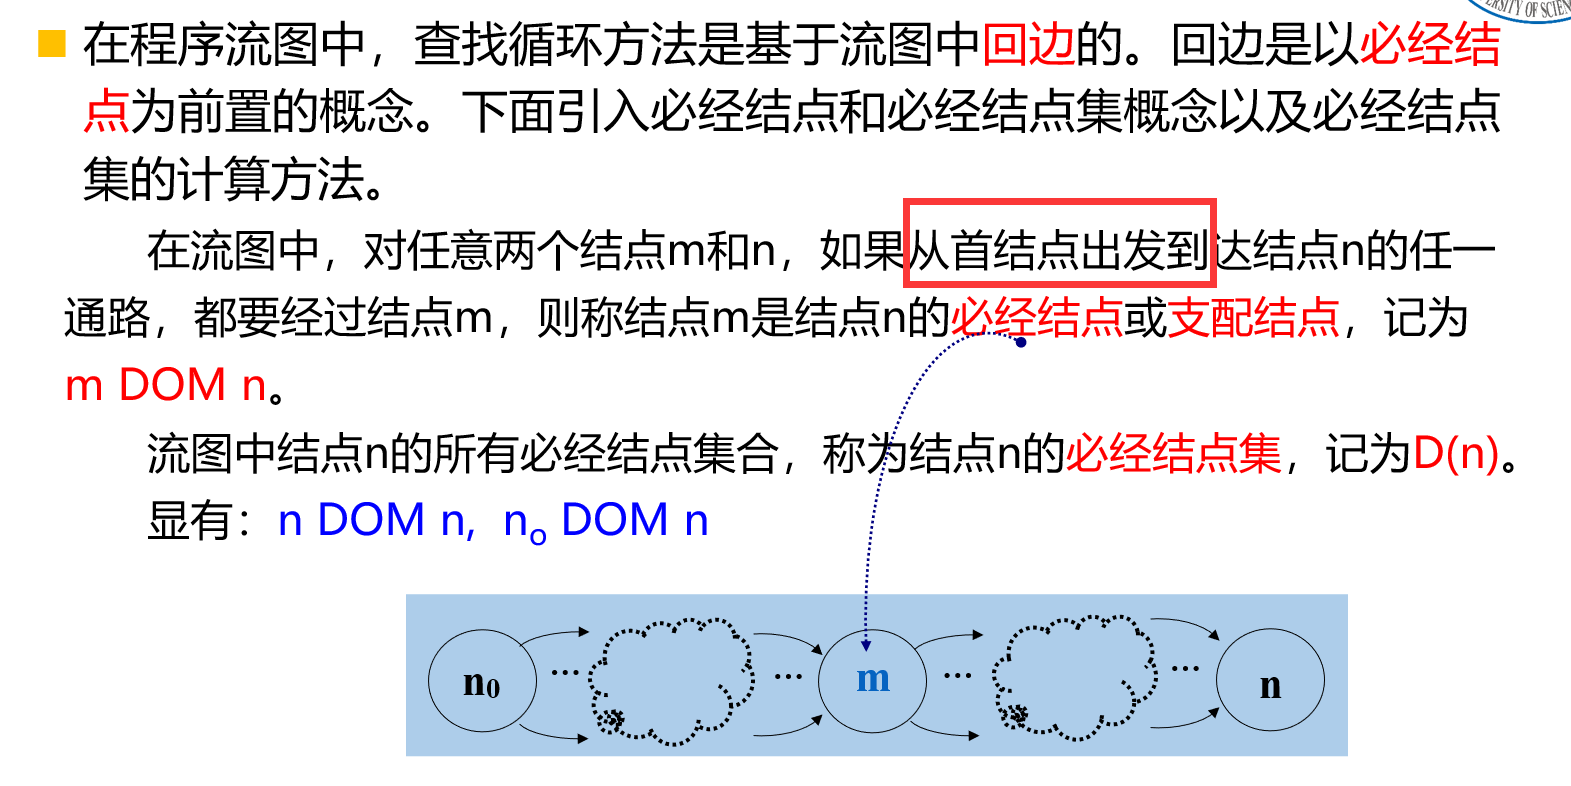 在程序流图中，查找循环方法是基于流图中回边的。回边是以必经结
点为前置的概念。下面引入必经结点和必经结点集概念以及必经结点
集的计算方法。
在流图中，对任意两个结点m和n，如果从首结点出发到达结点n的任一
通路，都要经过结点m，则称结点m是结点n的必经结点或支配结点，记为
m DOM n。
流图中结点n的所有必经结点集合，称为结点n的必经结点集，记为D(n)。
显有：n DOM n, n₀ DOM n
n₀ ... ... m ... ... n